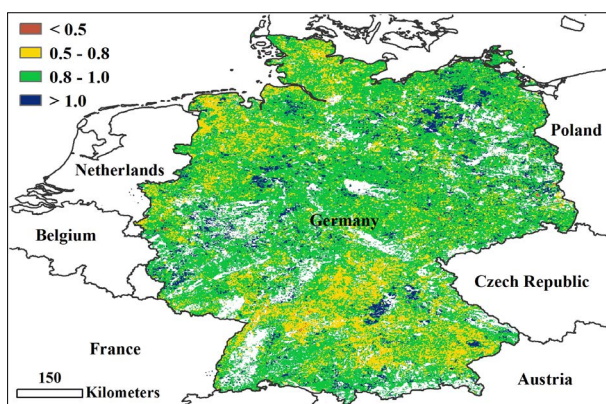 < 0.5
0.5 - 0.8
0.8 - 1.0
> 1.0
Poland
Netherlands
Germany
Belgium
Czech Republic
France
150
Kilometers
Austria